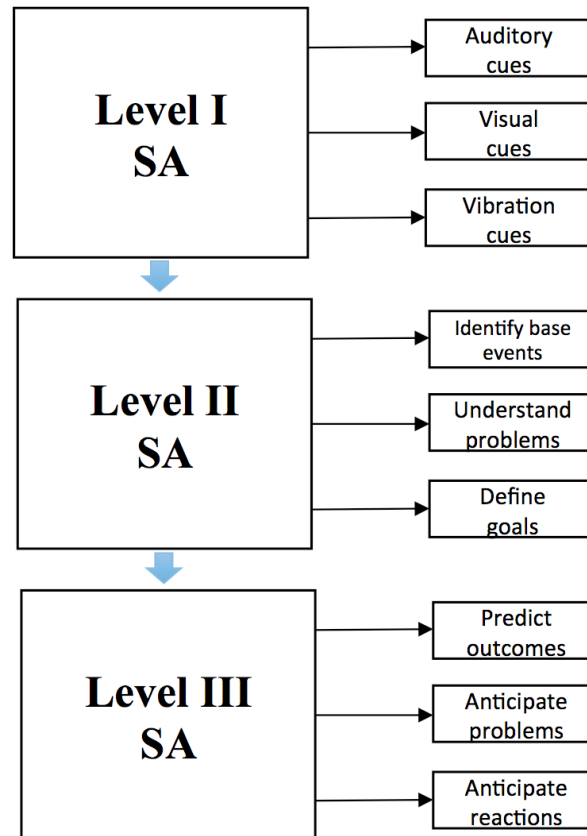 Level I
SA
Auditory
cues
Visual
cues
Vibration
cues
Level II
SA
Identify base
events
Understand
problems
Define
goals
Level III
SA
Predict
outcomes
Anticipate
problems
Anticipate
reactions